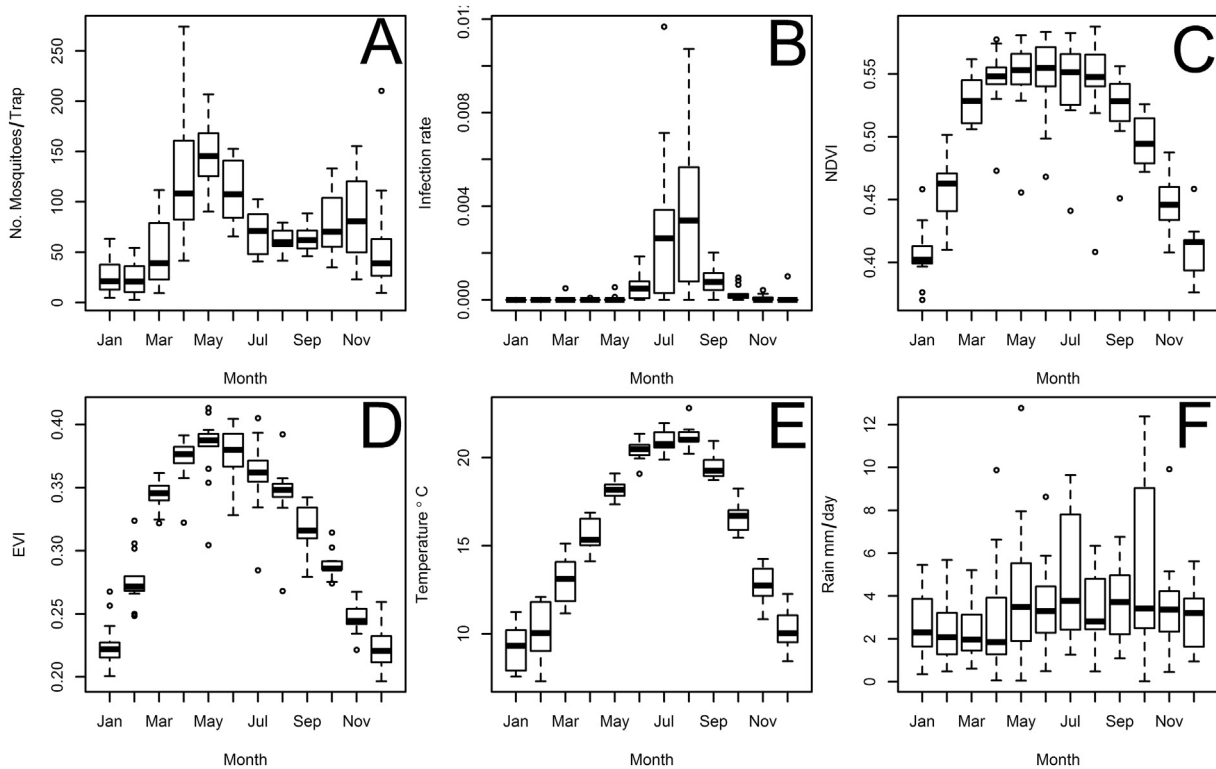 A
No. Mosquitoes/Trap
250
200
150
100
50
0
Jan Mar May Jul Sep Nov
Month
B
Infection rate
0.012
0.008
0.004
0.000
Jan Mar May Jul Sep Nov
Month
C
NDVI
0.55
0.50
0.45
0.40
Jan Mar May Jul Sep Nov
Month
D
EVI
0.40
0.35
0.30
0.25
0.20
Jan Mar May Jul Sep Nov
Month
E
Temperature ° C
20
15
10
Jan Mar May Jul Sep Nov
Month
F
Rain mm/day
12
10
8
6
4
2
0
Jan Mar May Jul Sep Nov
Month